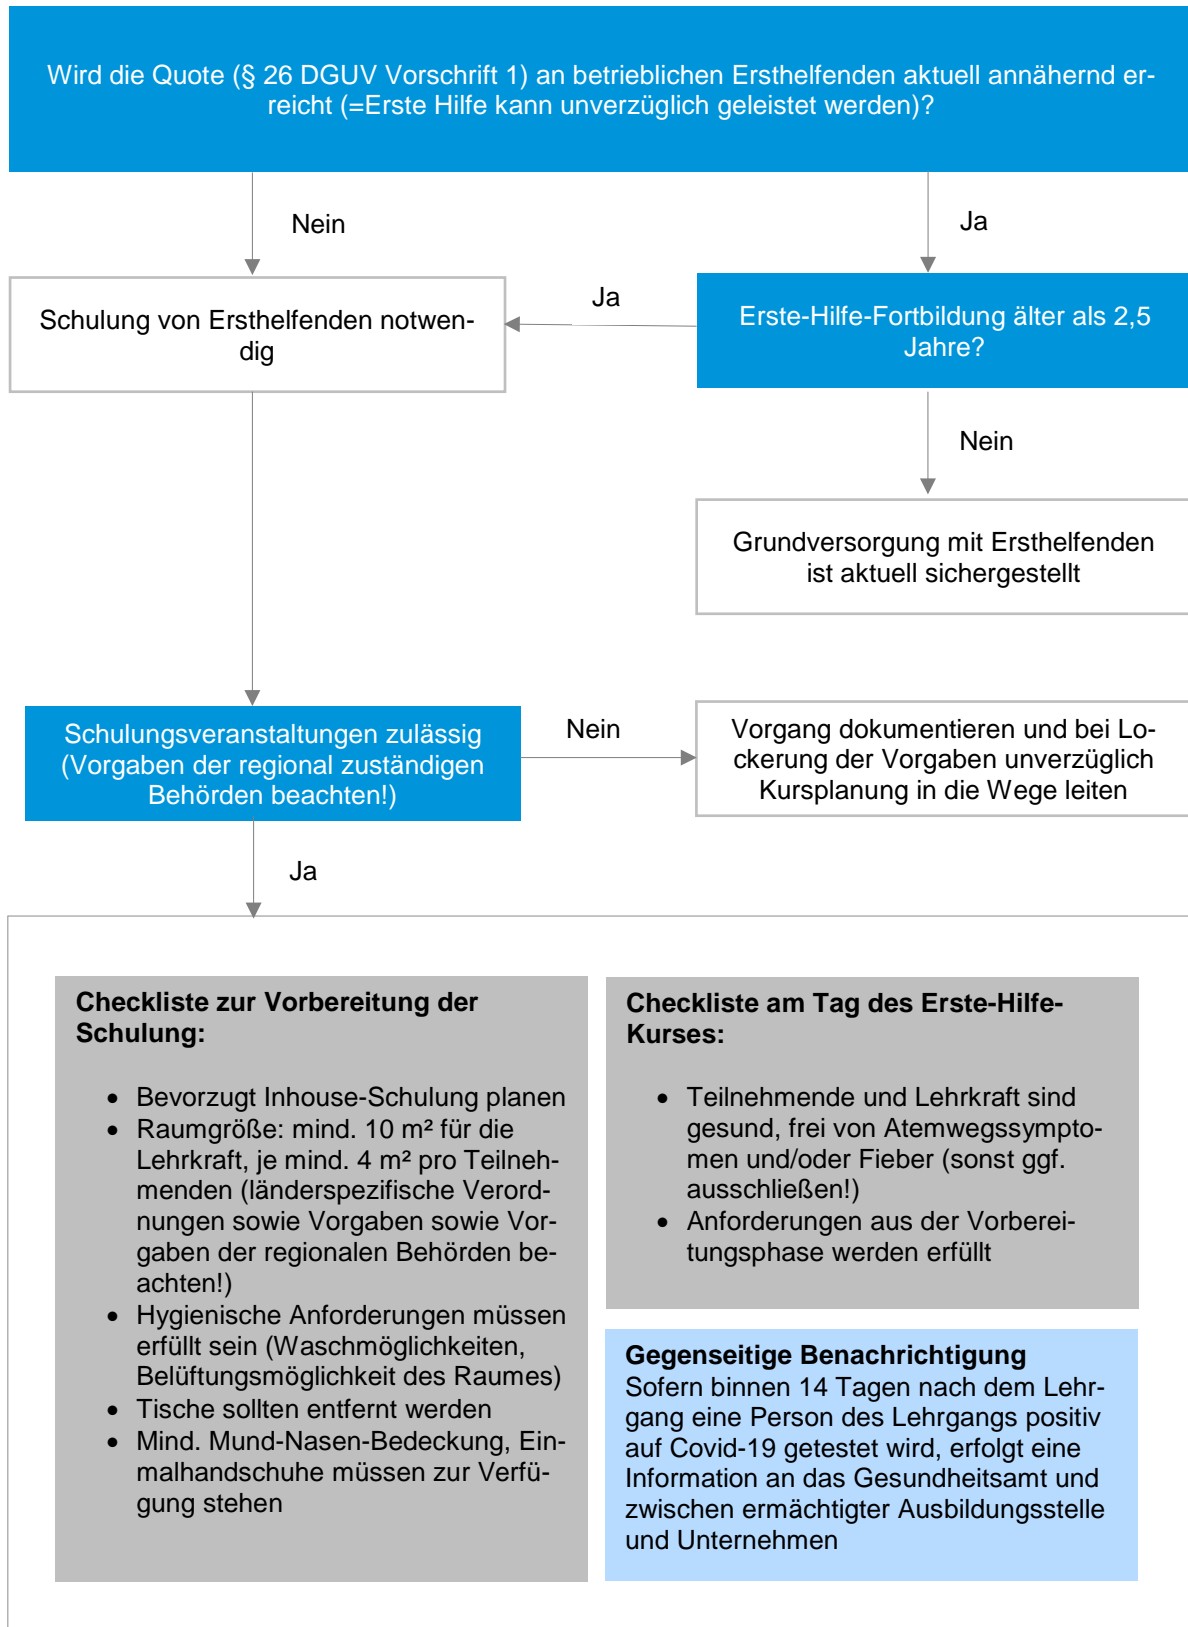 Wird die Quote (§ 26 DGUV Vorschrift 1) an betrieblichen Ersthelfenden aktuell annähernd er-
reicht (=Erste Hilfe kann unverzüglich geleistet werden)?
Nein
Ja
Schulung von Ersthelfenden notwen-
dig
Ja
Erste-Hilfe-Fortbildung älter als 2,5
Jahre?
Nein
Grundversorgung mit Ersthelfenden
ist aktuell sichergestellt
Schulungsveranstaltungen zulässig
(Vorgaben der regional zuständigen
Behörden beachten!)
Nein
Vorgang dokumentieren und bei Lo-
ckerung der Vorgaben unverzüglich
Kursplanung in die Wege leiten
Ja
Checkliste zur Vorbereitung der
Schulung:
• Bevorzugt Inhouse-Schulung planen
• Raumgröße: mind. 10 m² für die
Lehrkraft, je mind. 4 m² pro Teilneh-
menden (länderspezifische Verord-
nungen sowie Vorgaben sowie Vor-
gaben der regionalen Behörden be-
achten!)
• Hygienische Anforderungen müssen
erfüllt sein (Waschmöglichkeiten,
Belüftungsmöglichkeit des Raumes)
• Tische sollten entfernt werden
• Mind. Mund-Nasen-Bedeckung, Ein-
malhandschuhe müssen zur Verfü-
gung stehen
Checkliste am Tag des Erste-Hilfe-
Kurses:
• Teilnehmende und Lehrkraft sind
gesund, frei von Atemwegssympto-
men und/oder Fieber (sonst ggf.
ausschließen!)
• Anforderungen aus der Vorberei-
tungsphase werden erfüllt
Gegenseitige Benachrichtigung
Sofern binnen 14 Tagen nach dem Lehr-
gang eine Person des Lehrgangs positiv
auf Covid-19 getestet wird, erfolgt eine
Information an das Gesundheitsamt und
zwischen ermächtigter Ausbildungsstelle
und Unternehmen